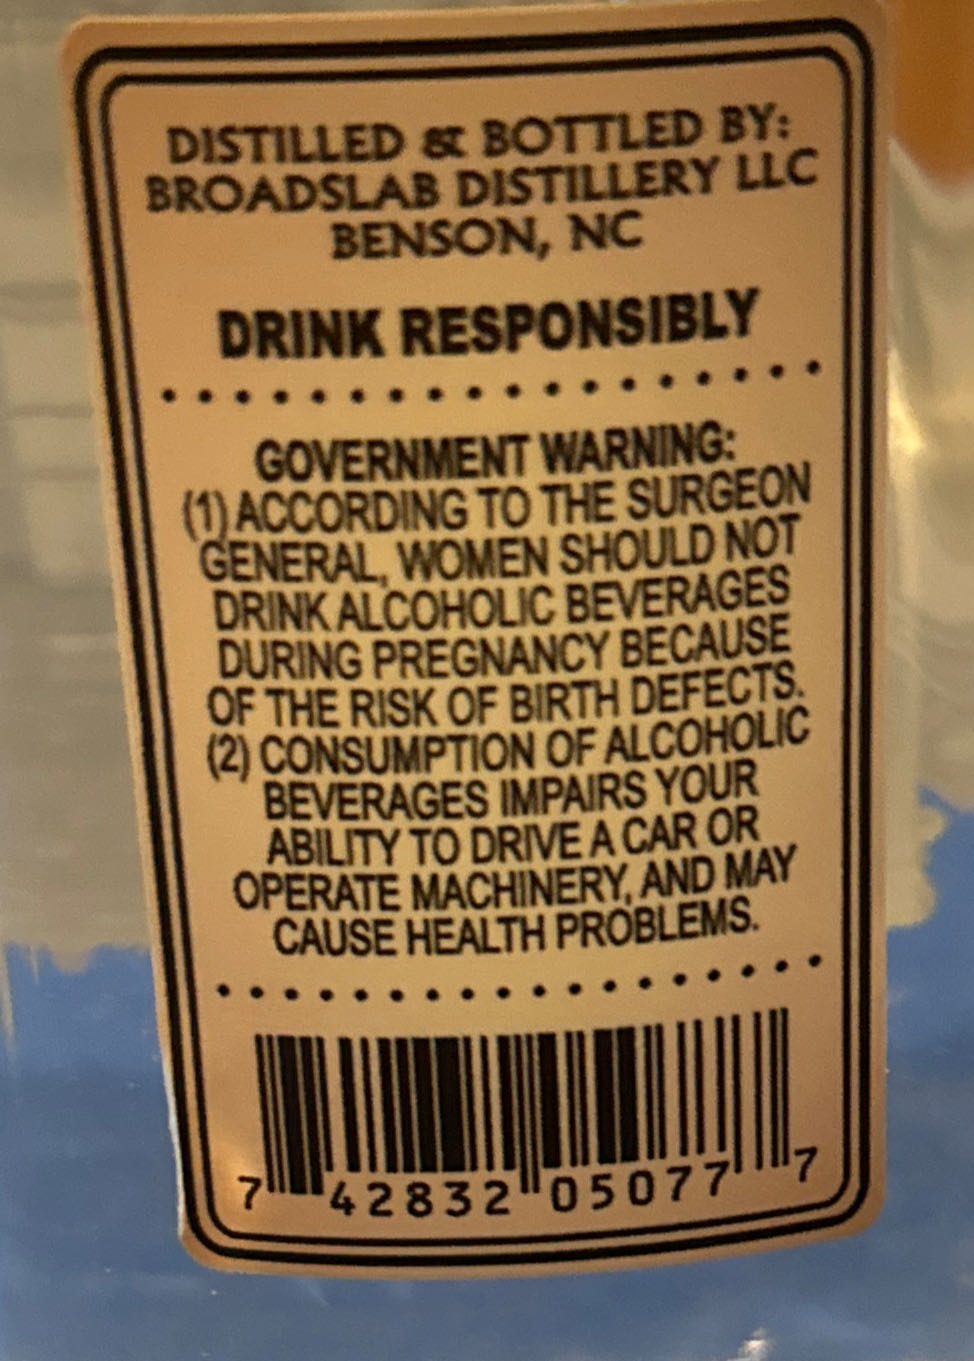 DISTILLED & BOTTLED BY:
BROADSLAB DISTILLERY LLC
BENSON, NC
DRINK RESPONSIBLY
GOVERNMENT WARNING:
(1) ACCORDING TO THE SURGEON
GENERAL, WOMEN SHOULD NOT
DRINK ALCOHOLIC BEVERAGES
DURING PREGNANCY BECAUSE
OF THE RISK OF BIRTH DEFECTS.
(2) CONSUMPTION OF ALCOHOLIC
BEVERAGES IMPAIRS YOUR
ABILITY TO DRIVE A CAR OR
OPERATE MACHINERY, AND MAY
CAUSE HEALTH PROBLEMS.
7 42832 05077 7